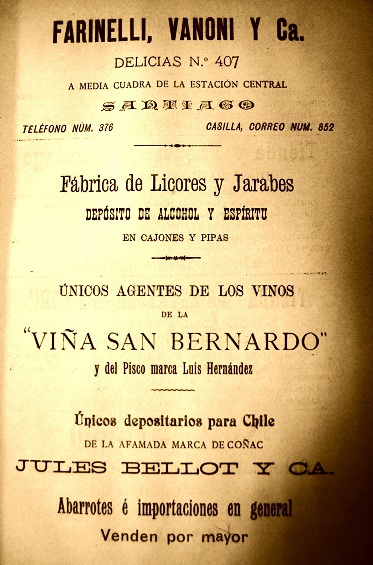 FARINELLI, VANONI Y Ca.
DELICIAS N.º 407
A MEDIA CUADRA DE LA ESTACIÓN CENTRAL
SANTIAGO
TELÉFONO NÚM. 376 CASILLA, CORREO NÚM. 852
Fábrica de Licores y Jarabes
DEPÓSITO DE ALCOHOL Y ESPÍRITU
EN CAJONES Y PIPAS
ÚNICOS AGENTES DE LOS VINOS
DE LA
"VIÑA SAN BERNARDO"
y del Pisco marca Luis Hernández
Únicos depositarios para Chile
DE LA AFAMADA MARCA DE COÑAC
JULES BELLOT Y CA.
Abarrotes é importaciones en general
Venden por mayor